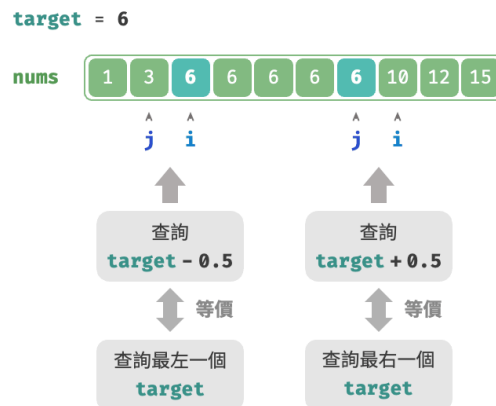 target = 6
nums 1 3 6 6 6 6 6 10 12 15
j i j i
查詢 查詢
target - 0.5 target + 0.5
等價 等價
查詢最左一個 查詢最右一個
target target